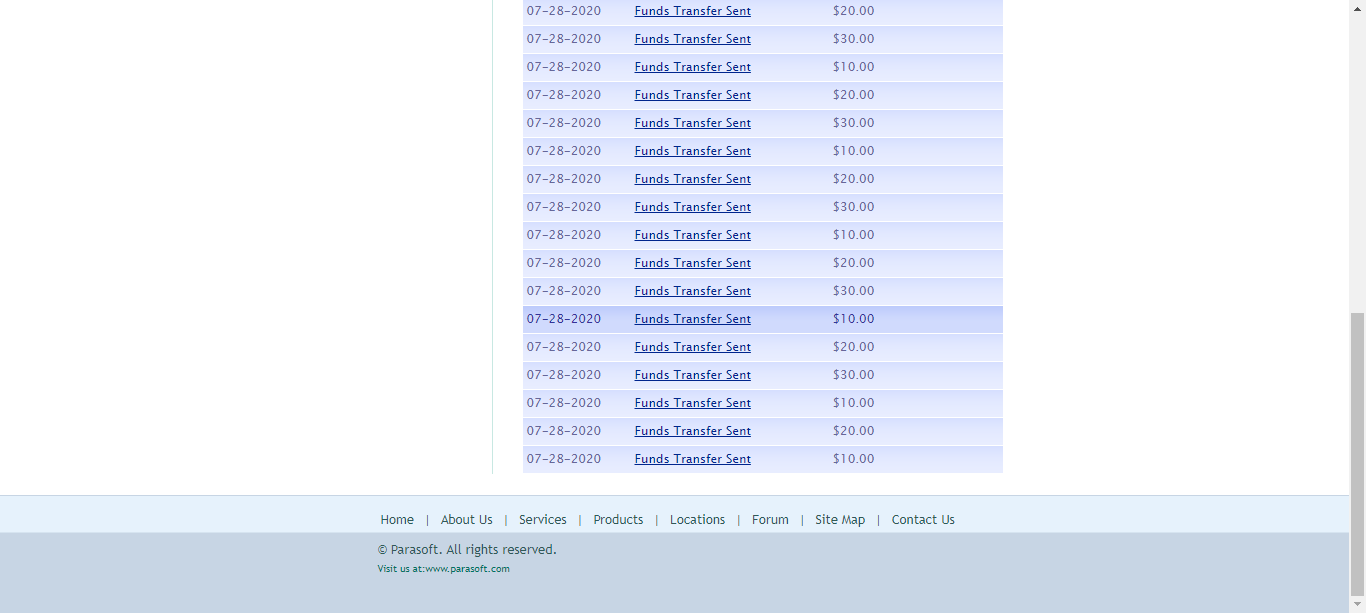 07-28-2020 Funds Transfer Sent $20.00
07-28-2020 Funds Transfer Sent $30.00
07-28-2020 Funds Transfer Sent $10.00
07-28-2020 Funds Transfer Sent $20.00
07-28-2020 Funds Transfer Sent $30.00
07-28-2020 Funds Transfer Sent $10.00
07-28-2020 Funds Transfer Sent $20.00
07-28-2020 Funds Transfer Sent $30.00
07-28-2020 Funds Transfer Sent $10.00
07-28-2020 Funds Transfer Sent $20.00
07-28-2020 Funds Transfer Sent $30.00
07-28-2020 Funds Transfer Sent $10.00
07-28-2020 Funds Transfer Sent $20.00
07-28-2020 Funds Transfer Sent $30.00
07-28-2020 Funds Transfer Sent $10.00
07-28-2020 Funds Transfer Sent $20.00
07-28-2020 Funds Transfer Sent $10.00
Home | About Us | Services | Products | Locations | Forum | Site Map | Contact Us
© Parasoft. All rights reserved.
Visit us at:www.parasoft.com